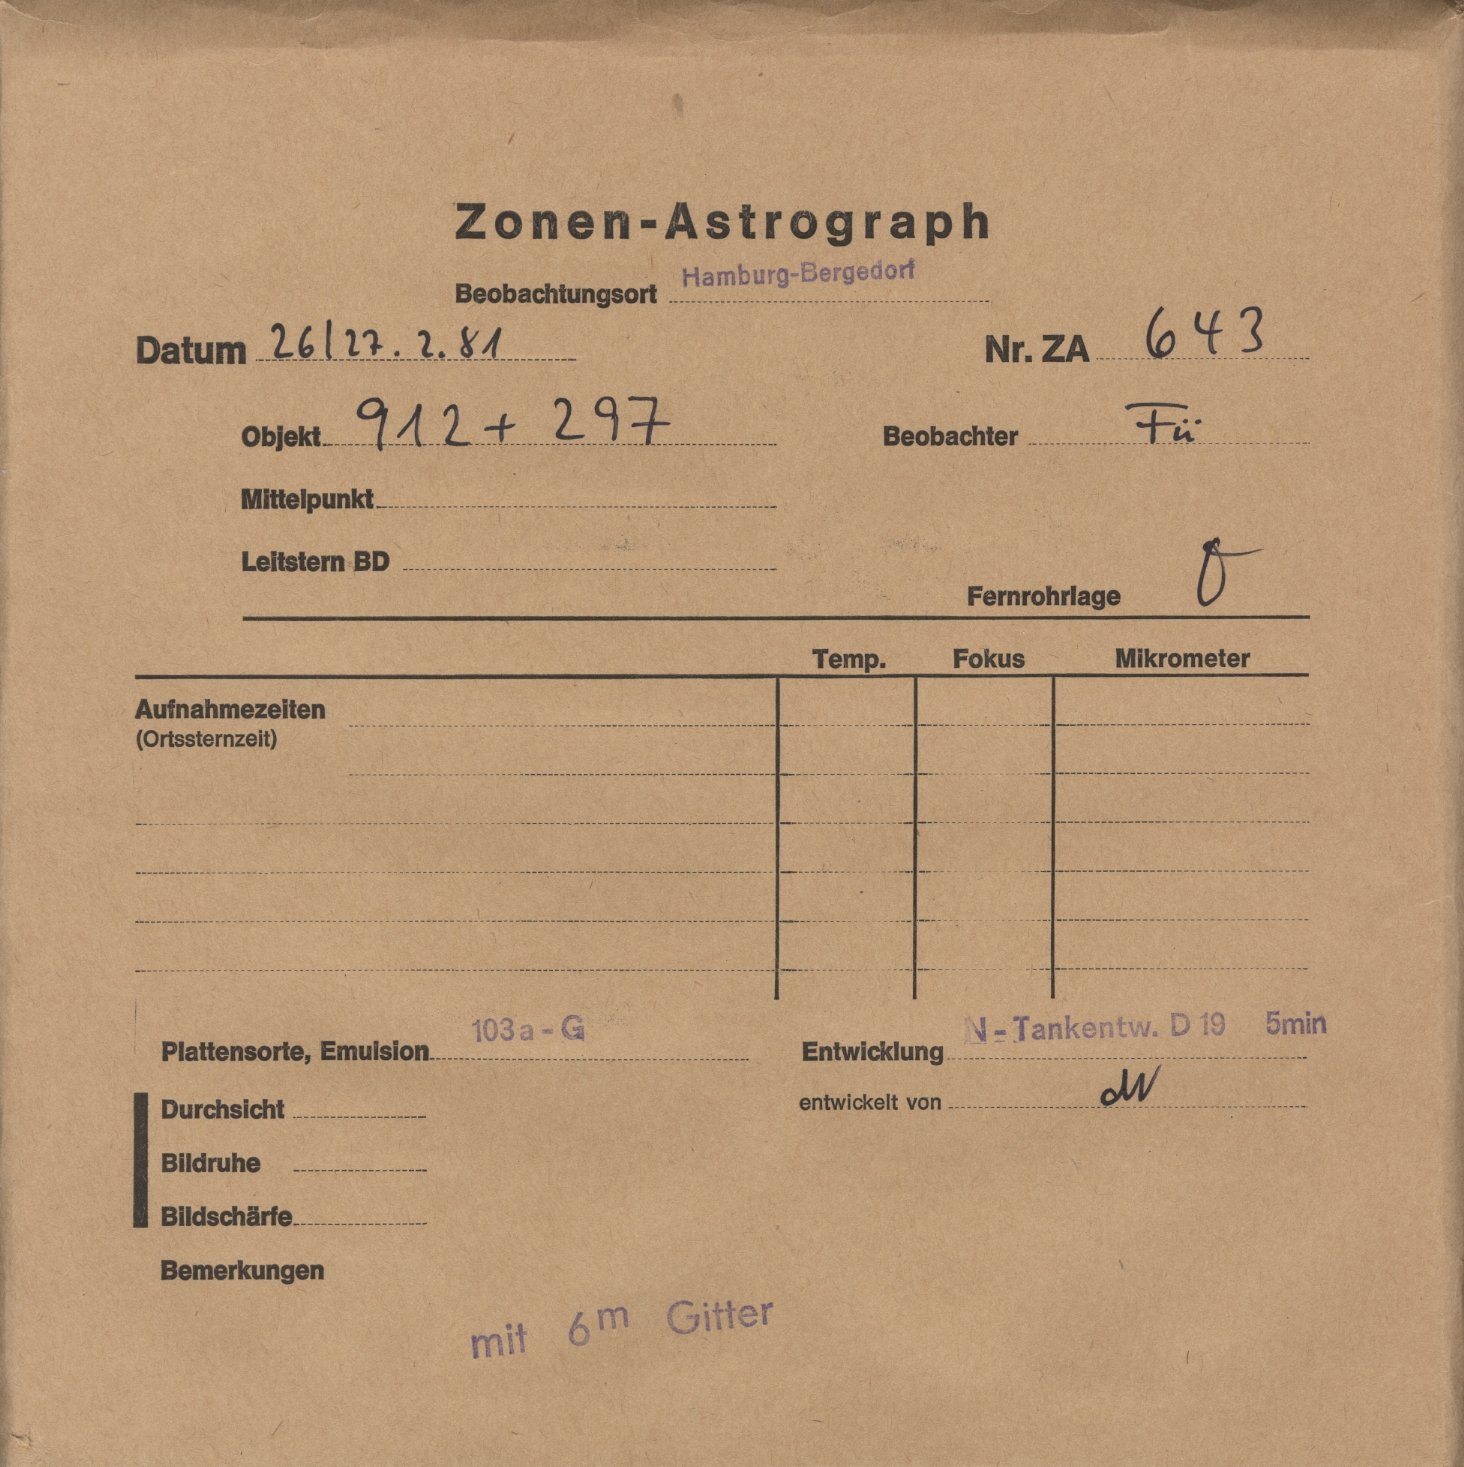 Zonen-Astrograph
Beobachtungsort Hamburg-Bergedorf
Datum 26/27. 2. 81 Nr. ZA 643
Objekt 912 + 297 Beobachter Fü
Mittelpunkt
Leitstern BD
Fernrohrlage
Temp. Fokus Mikrometer
Aufnahmezeiten
(Ortssternzeit)
Plattensorte, Emulsion 103a-G Entwicklung N-Tankentw. D 19 5min
entwickelt von dW
Durchsicht
Bildruhe
Bildschärfe
Bemerkungen
mit 6m Gitter